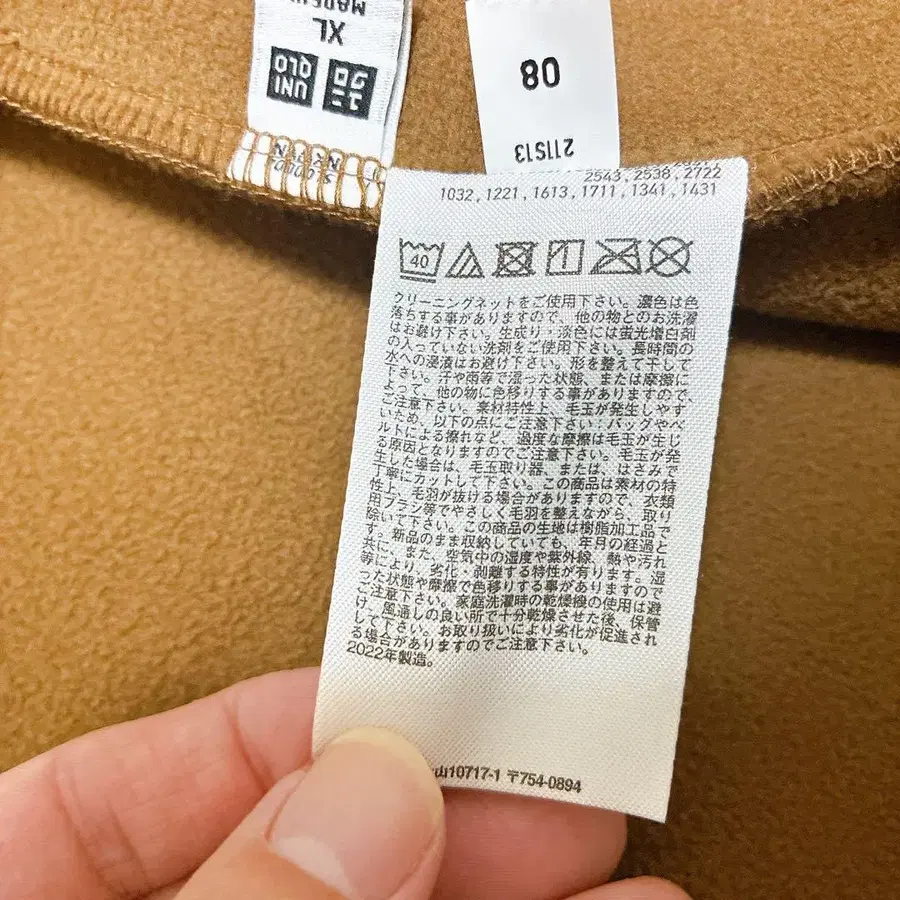 MADE
XL
UNI
QLO
08
211S13
2543, 2538, 2722
1032, 1221, 1613, 1711, 1341, 1431
40
クリーニングネットをご使用下さい。濃色は色
落ちする事がありますので、他の物とのお洗濯
はお避け下さい。生成り・淡色には蛍光増白剤
の入っていない洗剤をご使用下さい。長時間の
水への浸漬はお避け下さい。形を整えて干して
下さい。汗や雨等で湿った状態、または摩擦に
よって、他の物に色移りする事がありますので、
ご注意下さい。素材特性上、毛玉が発生しやす
いため、以下の点にご注意下さい:バッグやベ
ルトによる擦れなど、過度な摩擦は毛玉が生じ
る原因となりますのでご注意下さい。毛玉が発
生した場合は、毛玉取り器、または、はさみで
丁寧にカットして下さい。この商品は素材の特
性上、毛羽が抜ける場合がありますので、衣類
用ブラシ等でやさしく毛羽を整えながら、取り
除いて下さい。この商品の生地は樹脂加工品で
す。新品のまま収納していても、年月の経過と
共に、また、空気中の湿度や紫外線、熱や汚れ
等により、劣化・剥離する特性が有ります。湿
った状態や摩擦で色移りする事がありますので
ご注意下さい。家庭洗濯時の乾燥機の使用は避
け、風通しの良い所で十分乾燥させた後、保管
して下さい。お取り扱いにより劣化が促進され
る場合がありますのでご注意下さい。
2022年製造。
山10717-1 〒754-0894